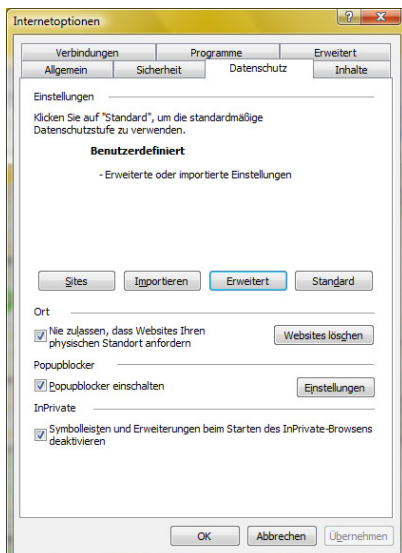 Internetoptionen
Verbindungen Programme Erweitert
Allgemein Sicherheit Datenschutz Inhalte
Einstellungen
Klicken Sie auf "Standard", um die standardmäßige
Datenschutzstufe zu verwenden.
Benutzerdefiniert
- Erweiterte oder importierte Einstellungen
Sites Importieren Erweitert Standard
Ort
Nie zulassen, dass Websites Ihren
physischen Standort anfordern
Websites löschen
Popupblocker
Popupblocker einschalten
Einstellungen
InPrivate
Symbolleisten und Erweiterungen beim Starten des InPrivate-Browsens
deaktivieren
OK Abbrechen Übernehmen